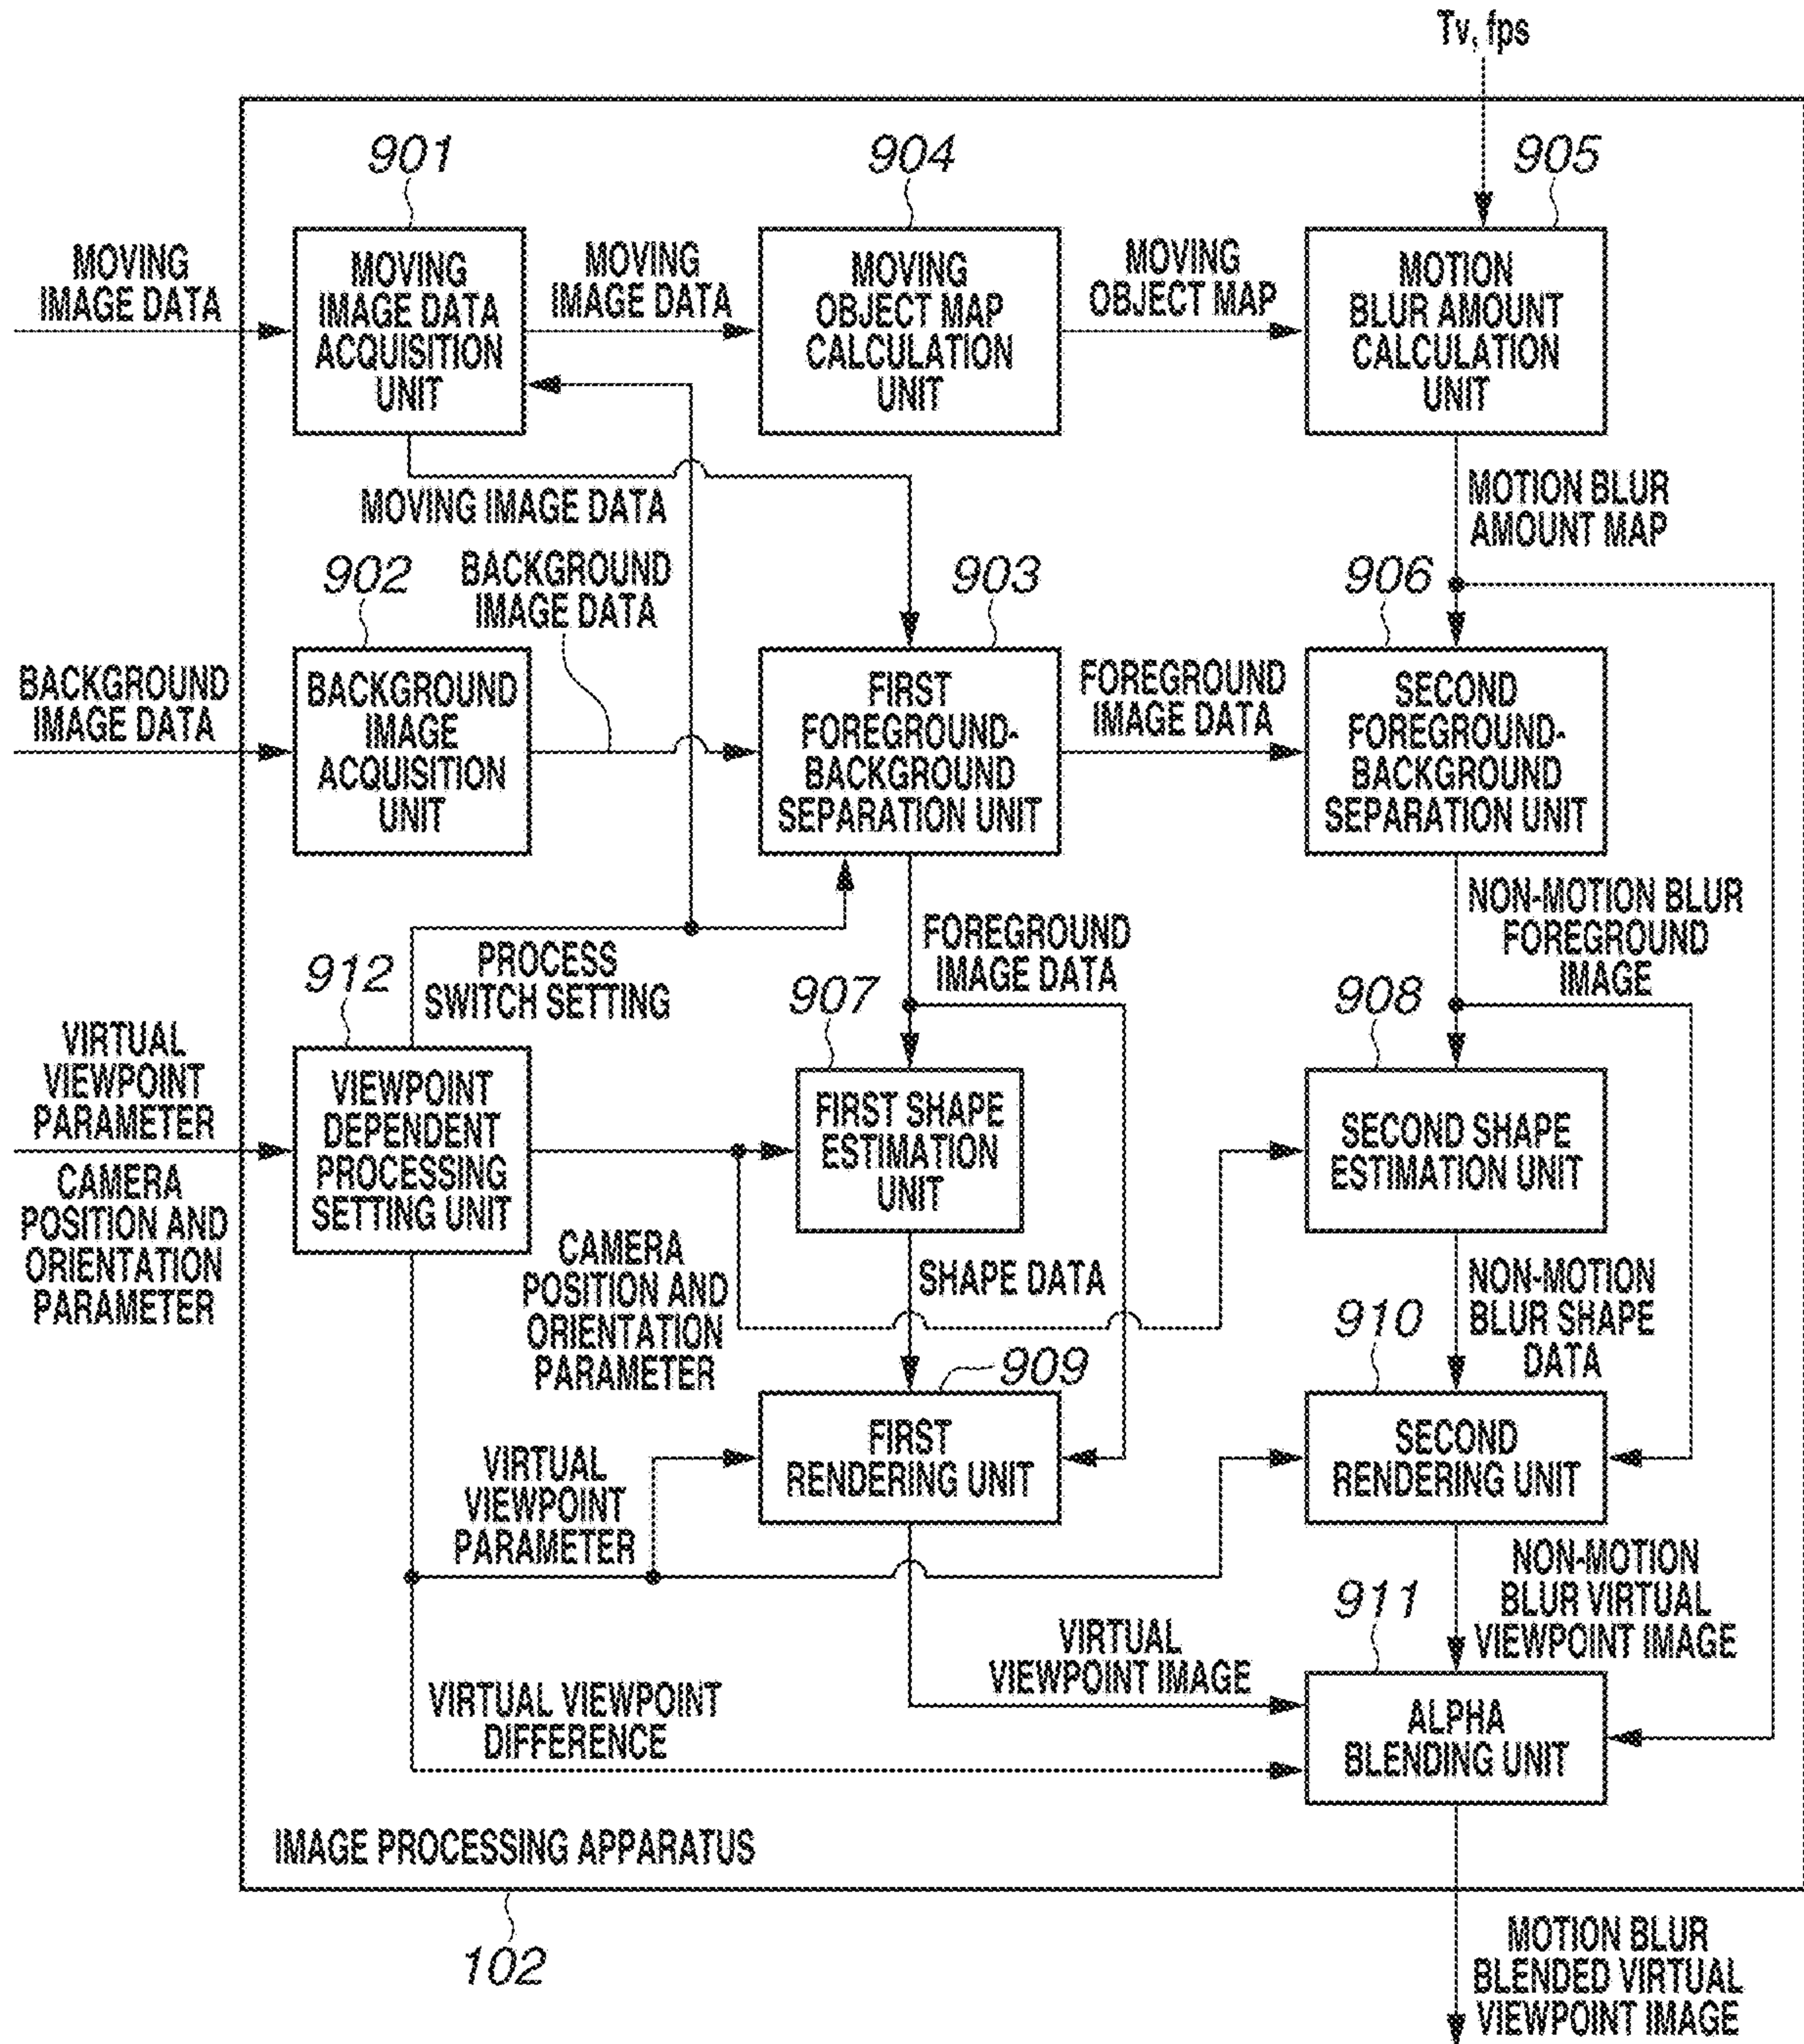 Tv, fps
901
904
905
MOVING
IMAGE DATA
MOVING
IMAGE DATA
ACQUISITION
UNIT
MOVING
IMAGE DATA
MOVING
OBJECT MAP
CALCULATION
UNIT
MOVING
OBJECT MAP
MOTION
BLUR AMOUNT
CALCULATION
UNIT
MOVING IMAGE DATA
MOTION BLUR
AMOUNT MAP
902
BACKGROUND
IMAGE DATA
903
906
BACKGROUND
IMAGE DATA
BACKGROUND
IMAGE
ACQUISITION
UNIT
FIRST
FOREGROUND-
BACKGROUND
SEPARATION UNIT
FOREGROUND
IMAGE DATA
SECOND
FOREGROUND-
BACKGROUND
SEPARATION UNIT
912
PROCESS
SWITCH SETTING
FOREGROUND
IMAGE DATA
NON-MOTION BLUR
FOREGROUND
IMAGE
907
908
VIRTUAL
VIEWPOINT
PARAMETER
CAMERA
POSITION AND
ORIENTATION
PARAMETER
VIEWPOINT
DEPENDENT
PROCESSING
SETTING UNIT
FIRST SHAPE
ESTIMATION
UNIT
SECOND SHAPE
ESTIMATION UNIT
CAMERA
POSITION AND
ORIENTATION
PARAMETER
SHAPE DATA
NON-MOTION
BLUR SHAPE
DATA
909
910
VIRTUAL
VIEWPOINT
PARAMETER
FIRST
RENDERING UNIT
SECOND
RENDERING UNIT
NON-MOTION
BLUR VIRTUAL
VIEWPOINT IMAGE
911
VIRTUAL
VIEWPOINT IMAGE
VIRTUAL VIEWPOINT
DIFFERENCE
ALPHA
BLENDING UNIT
IMAGE PROCESSING APPARATUS
102
MOTION BLUR
BLENDED VIRTUAL
VIEWPOINT IMAGE